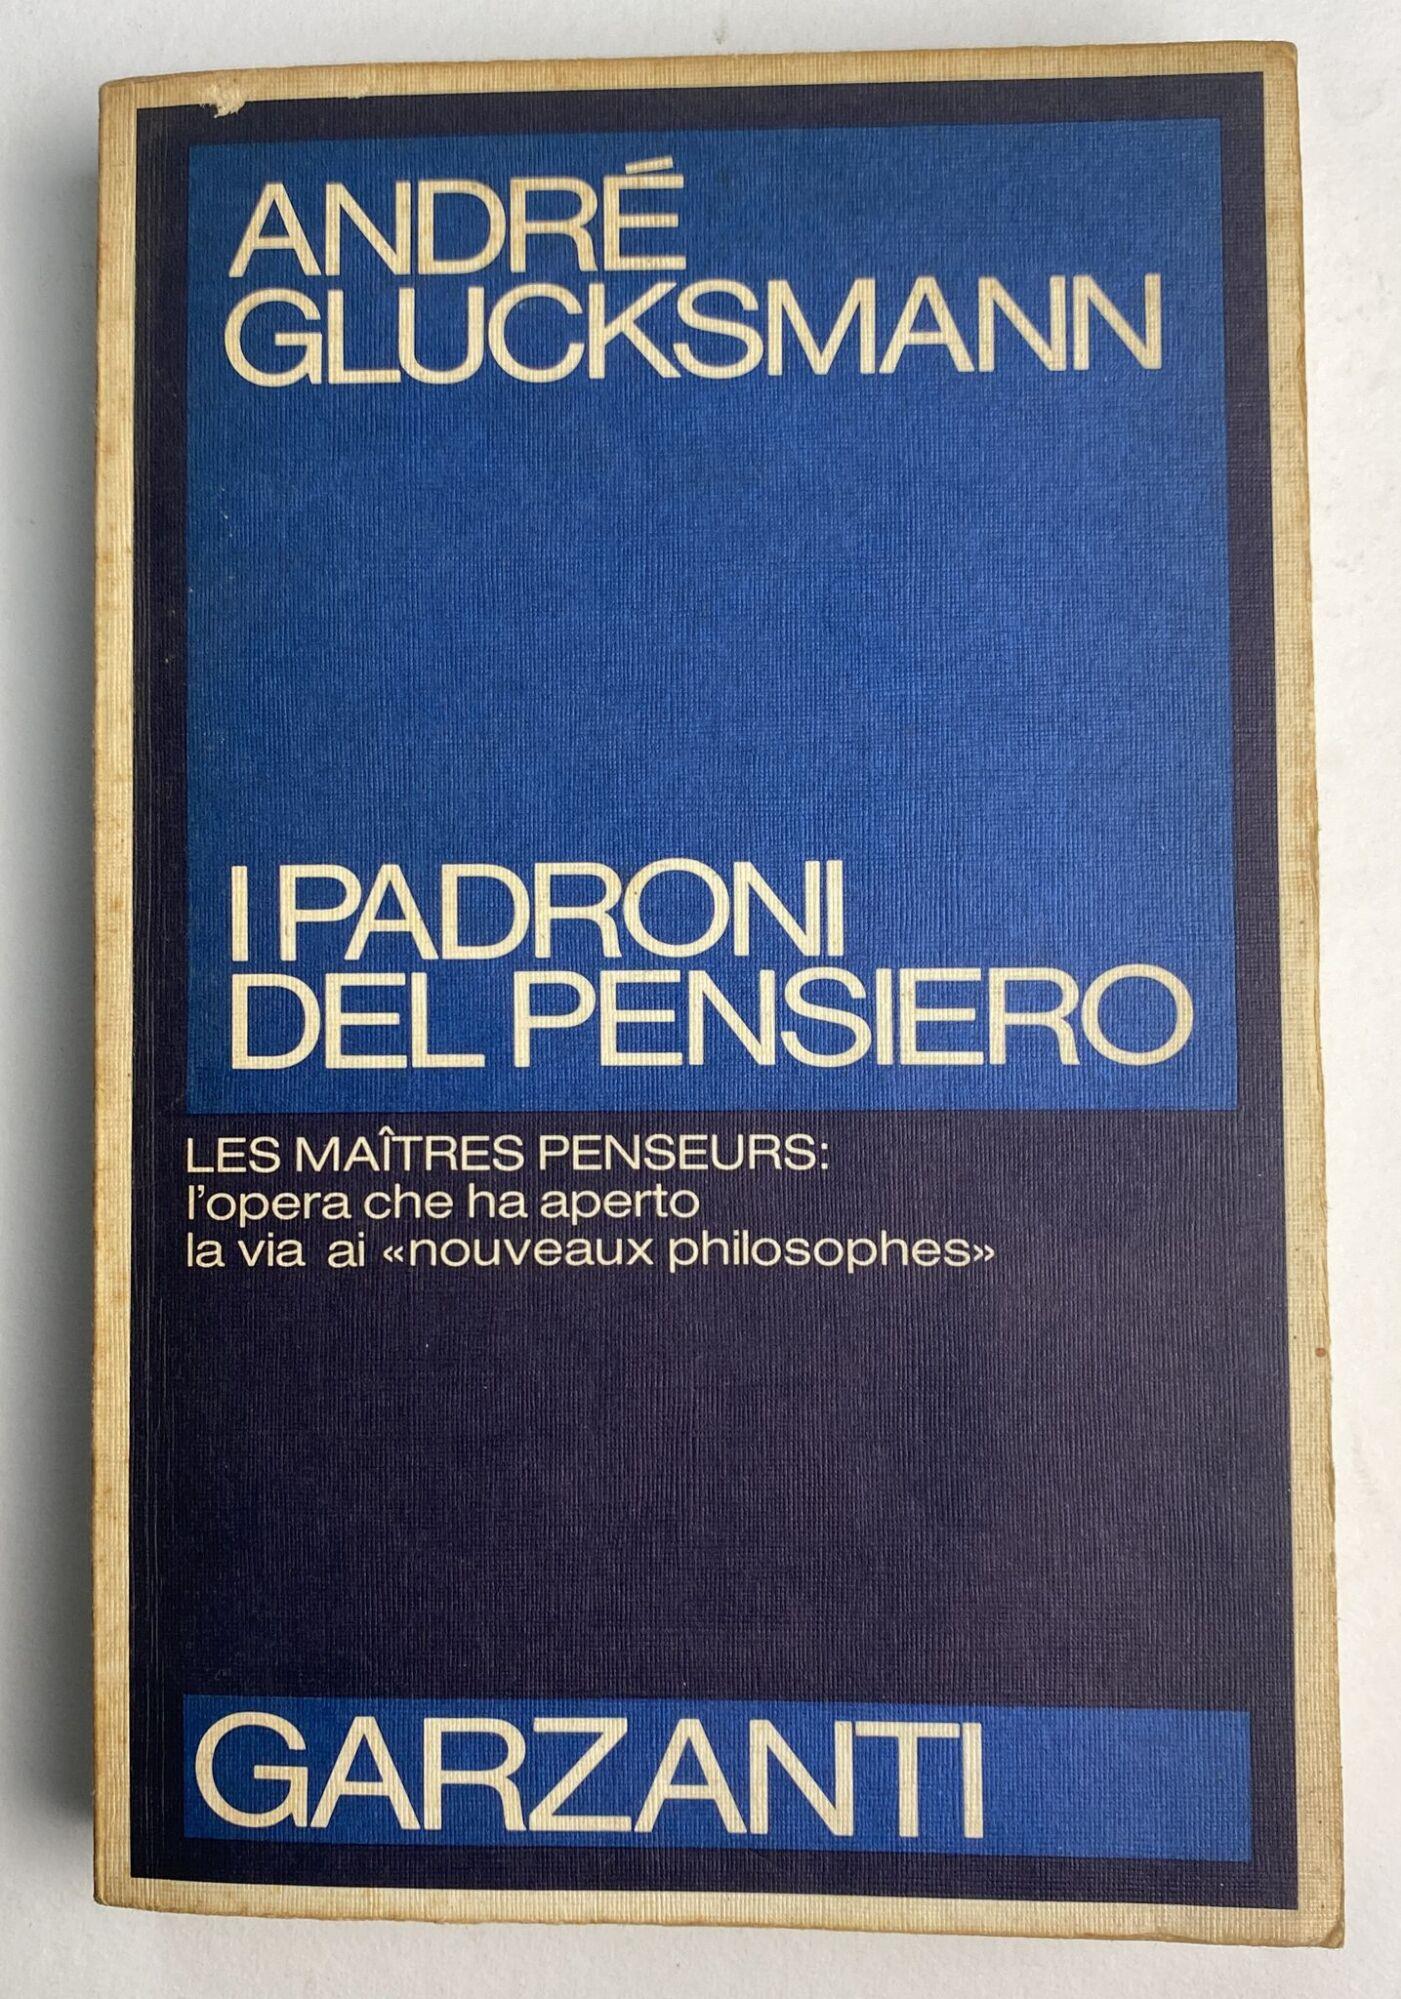 ANDRÉ
GLUCKSMANN
I PADRONI
DEL PENSIERO
LES MAÎTRES PENSEURS:
l'opera che ha aperto
la via ai «nouveaux philosophes»
GARZANTI